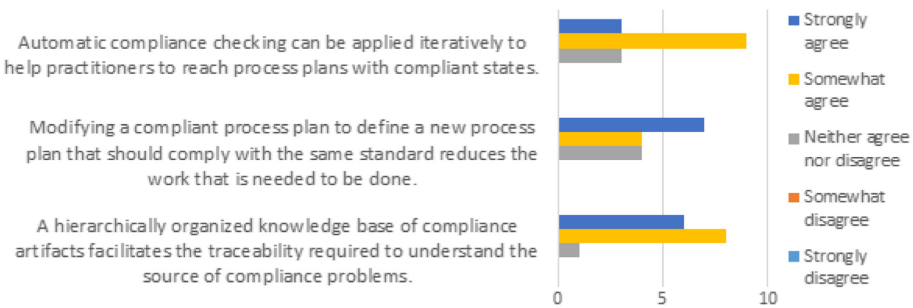 Automatic compliance checking can be applied iteratively to
help practitioners to reach process plans with compliant states.
Modifying a compliant process plan to define a new process
plan that should comply with the same standard reduces the
work that is needed to be done.
A hierarchically organized knowledge base of compliance
artifacts facilitates the traceability required to understand the
source of compliance problems.
0
5
10
Strongly
agree
Somewhat
agree
Neither agree
nor disagree
Somewhat
disagree
Strongly
disagree